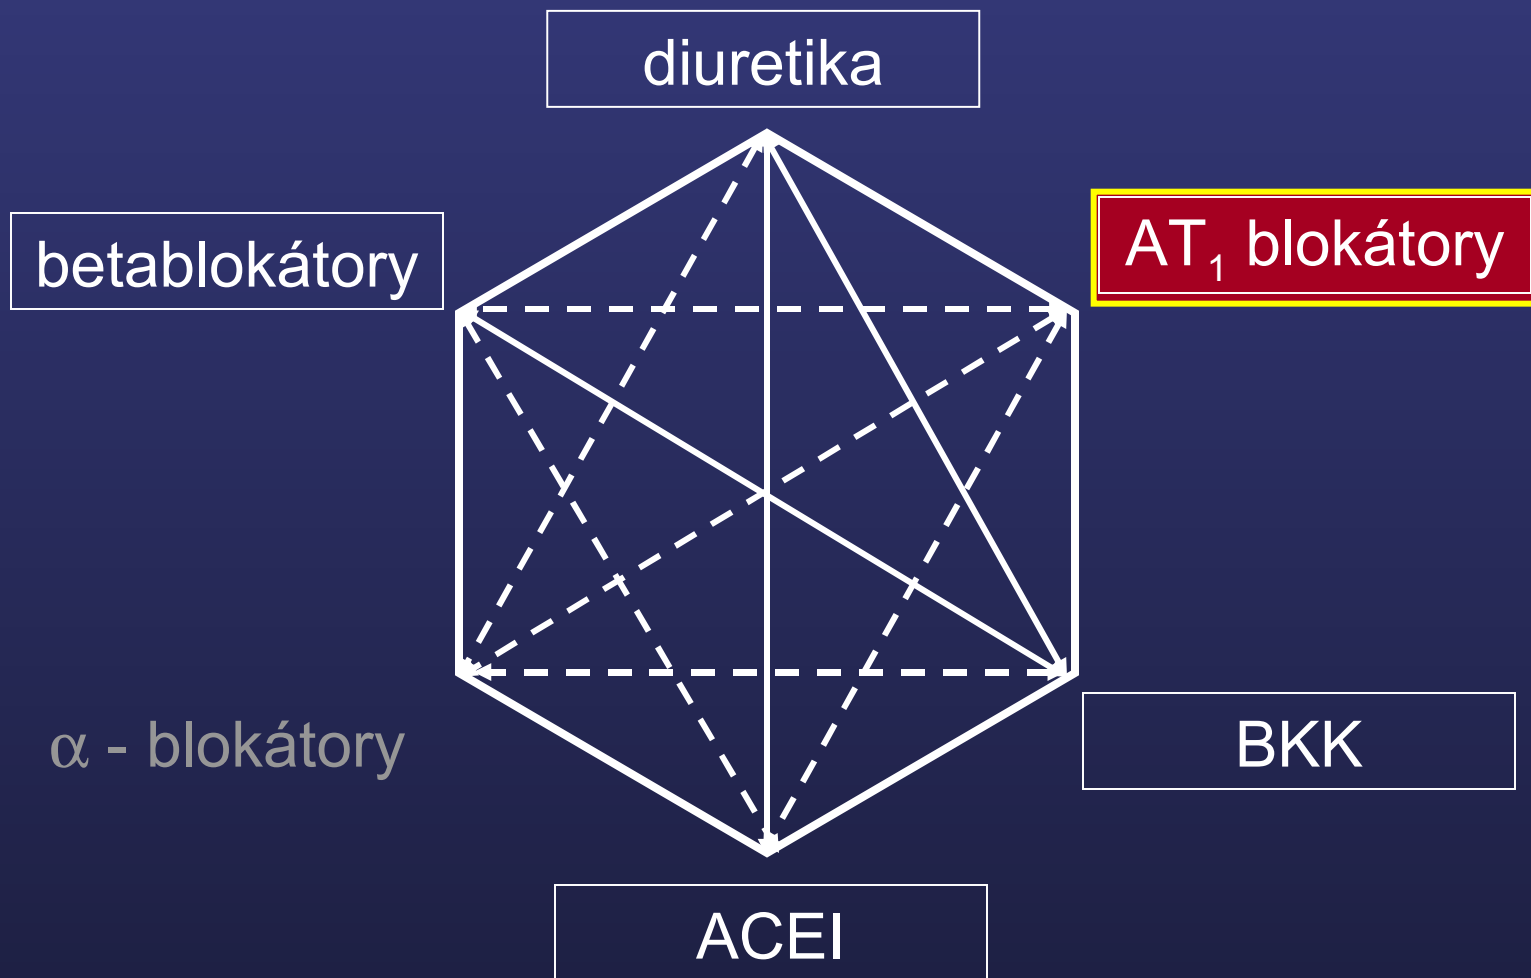 diuretika
betablokátory
AT₁ blokátory
α - blokátory
BKK
ACEI